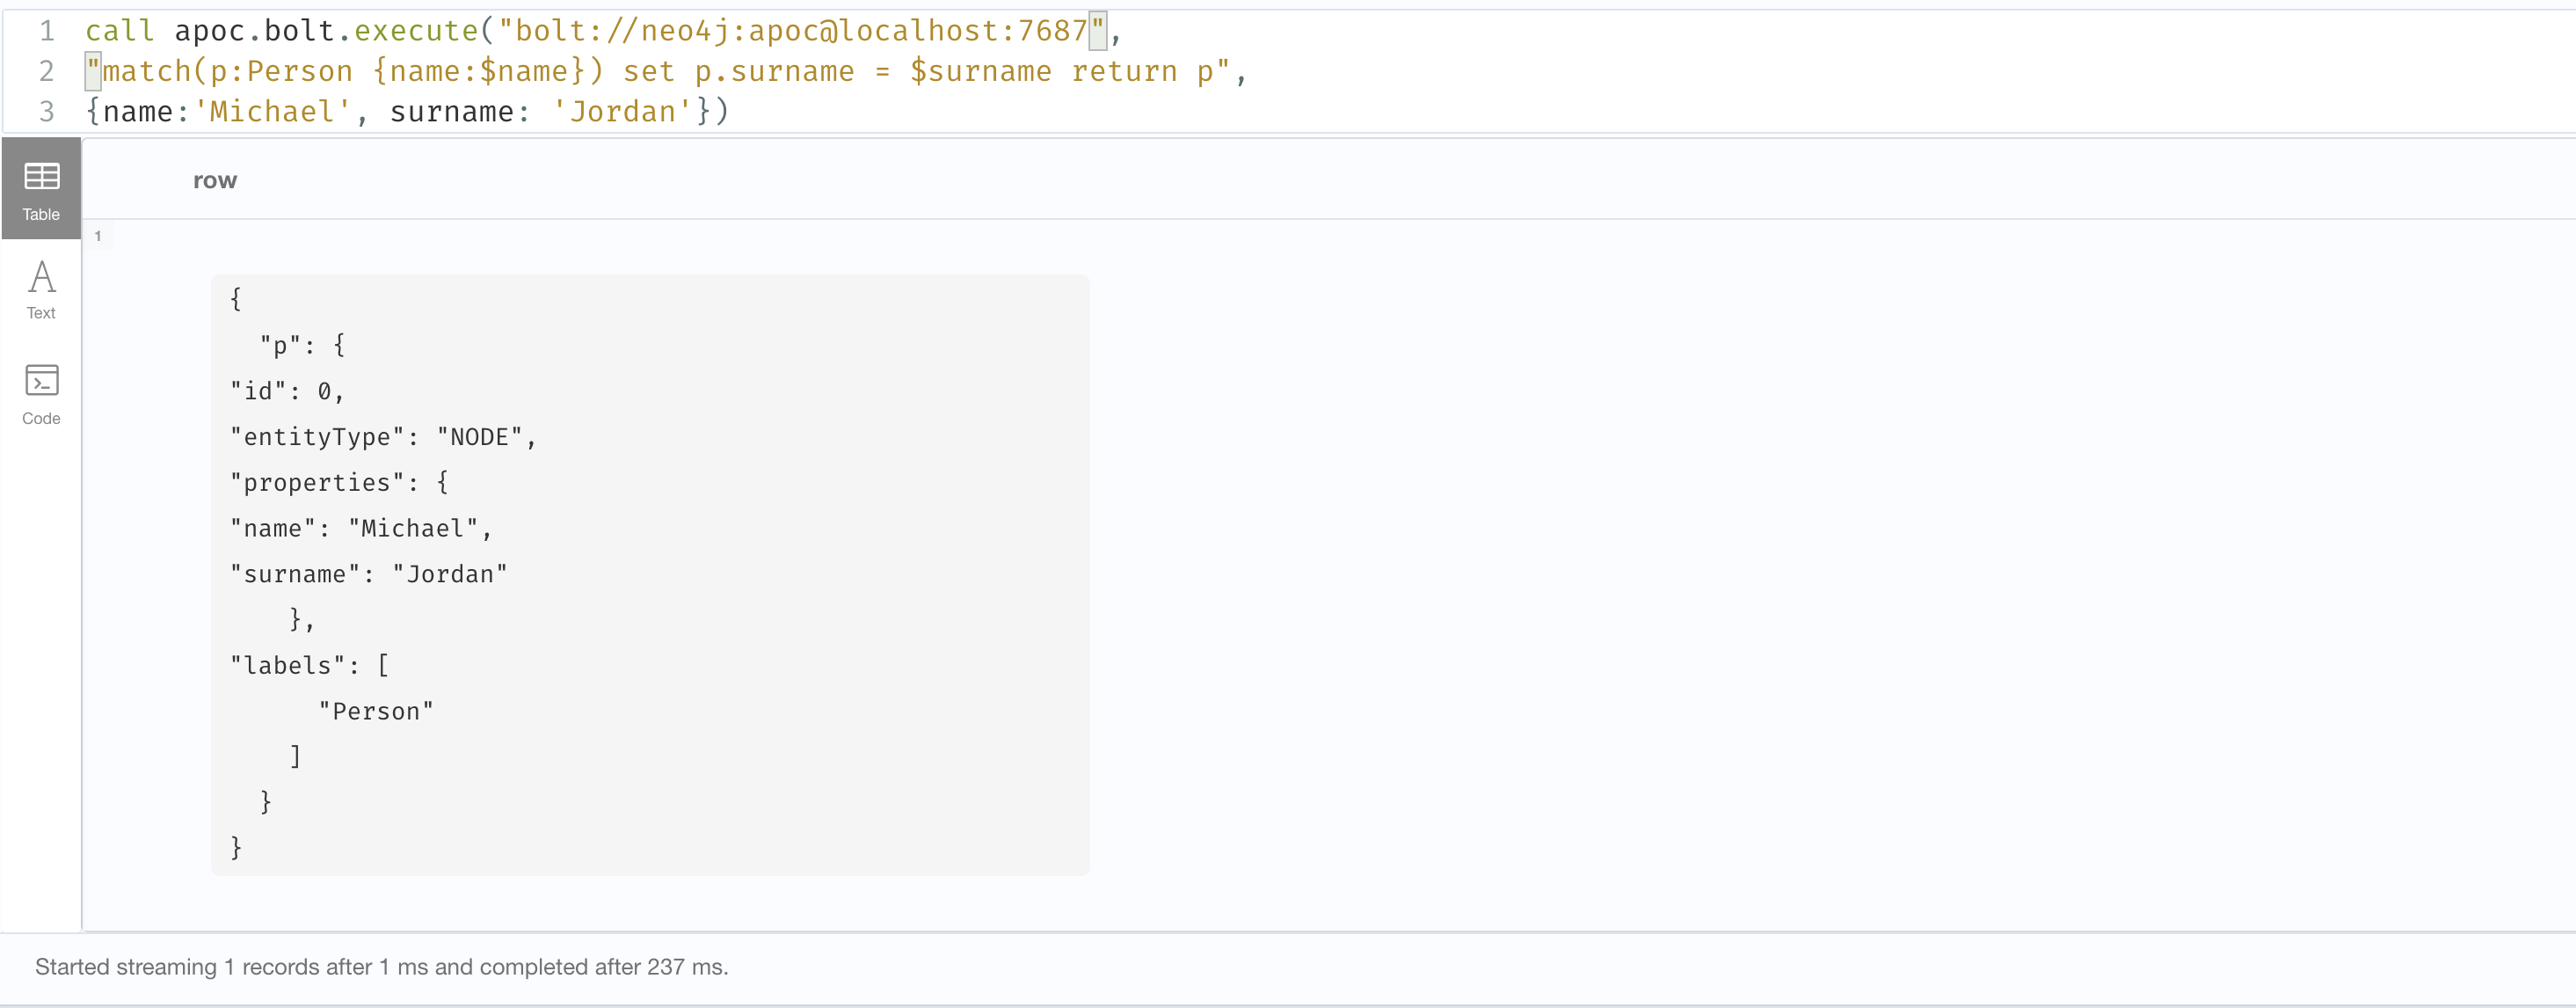 1 call apoc.bolt.execute("bolt://neo4j:apoc@localhost:7687",
2 "match(p:Person {name:$name}) set p.surname = $surname return p",
3 {name:'Michael', surname: 'Jordan'})
Table
row
1
Text
Code
{
"p": {
"id": 0,
"entityType": "NODE",
"properties": {
"name": "Michael",
"surname": "Jordan"
},
"labels": [
"Person"
]
}
}
Started streaming 1 records after 1 ms and completed after 237 ms.